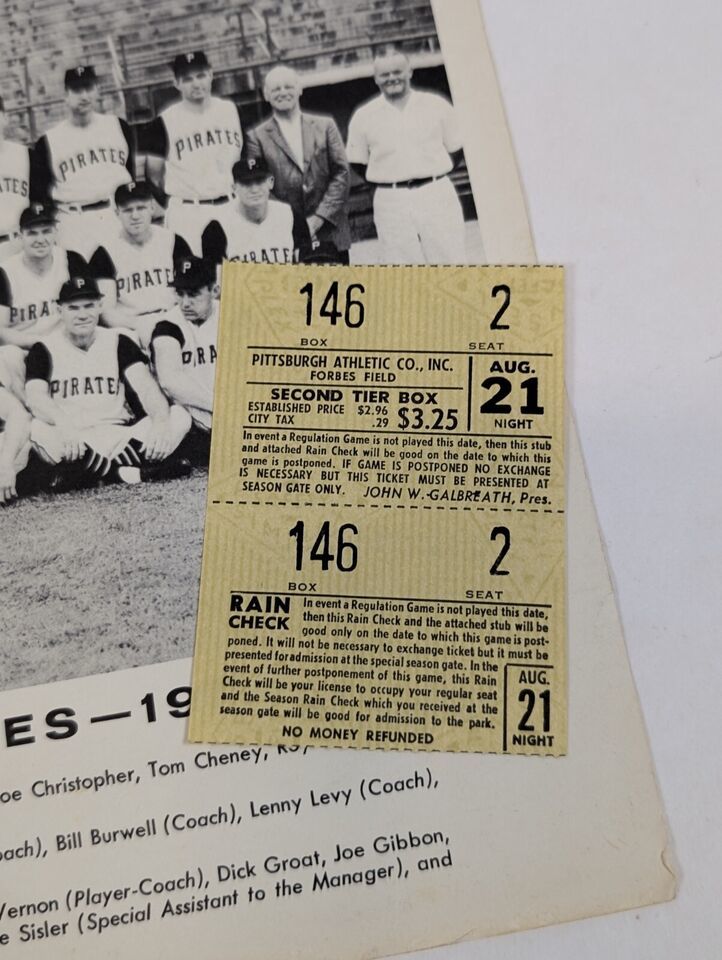 P
P
PIRATES
PIRATES
TES
P
P
P
PIRA
PIRATE
PIRATES
P
P
PIRATE
146
BOX
2
SEAT
PITTSBURGH ATHLETIC CO., INC.
FORBES FIELD
SECOND TIER BOX
ESTABLISHED PRICE $2.96
CITY TAX .29
$3.25
AUG.
21
NIGHT
In event a Regulation Game is not played this date, then this stub
and attached Rain Check will be good on the date to which this
game is postponed. IF GAME IS POSTPONED NO EXCHANGE
IS NECESSARY BUT THIS TICKET MUST BE PRESENTED AT
SEASON GATE ONLY. JOHN W. GALBREATH, Pres.
146
BOX
2
SEAT
RAIN
CHECK
In event a Regulation Game is not played this date,
then this Rain Check and the attached stub will be
good only on the date to which this game is post-
poned. It will not be necessary to exchange ticket but it must be
presented for admission at the special season gate. In the
event of further postponement of this game, this Rain
Check will be your license to occupy your regular seat
and the Season Rain Check which you received at the
season gate will be good for admission to the park.
NO MONEY REFUNDED
AUG.
21
NIGHT
ES—19
oe Christopher, Tom Cheney,
oach), Bill Burwell (Coach), Lenny Levy (Coach),
Vernon (Player-Coach), Dick Groat, Joe Gibbon,
e Sisler (Special Assistant to the Manager), and